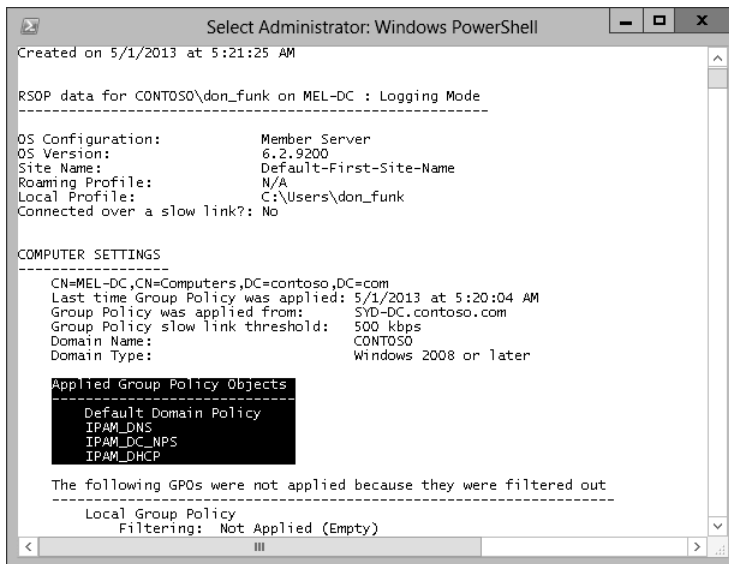 Select Administrator: Windows PowerShell
Created on 5/1/2013 at 5:21:25 AM
RSOP data for CONTOSO\don_funk on MEL-DC : Logging Mode
-----------------------------------------------------
OS Configuration: Member Server
OS Version: 6.2.9200
Site Name: Default-First-Site-Name
Roaming Profile: N/A
Local Profile: C:\Users\don_funk
Connected over a slow link?: No
COMPUTER SETTINGS
------------------
CN=MEL-DC,CN=Computers,DC=contoso,DC=com
Last time Group Policy was applied: 5/1/2013 at 5:20:04 AM
Group Policy was applied from: SYD-DC.contoso.com
Group Policy slow link threshold: 500 kbps
Domain Name: CONTOSO
Domain Type: Windows 2008 or later
Applied Group Policy Objects
-----------------------------
Default Domain Policy
IPAM_DNS
IPAM_DC_NPS
IPAM_DHCP
The following GPOs were not applied because they were filtered out
-------------------------------------------------------------------
Local Group Policy
Filtering: Not Applied (Empty)